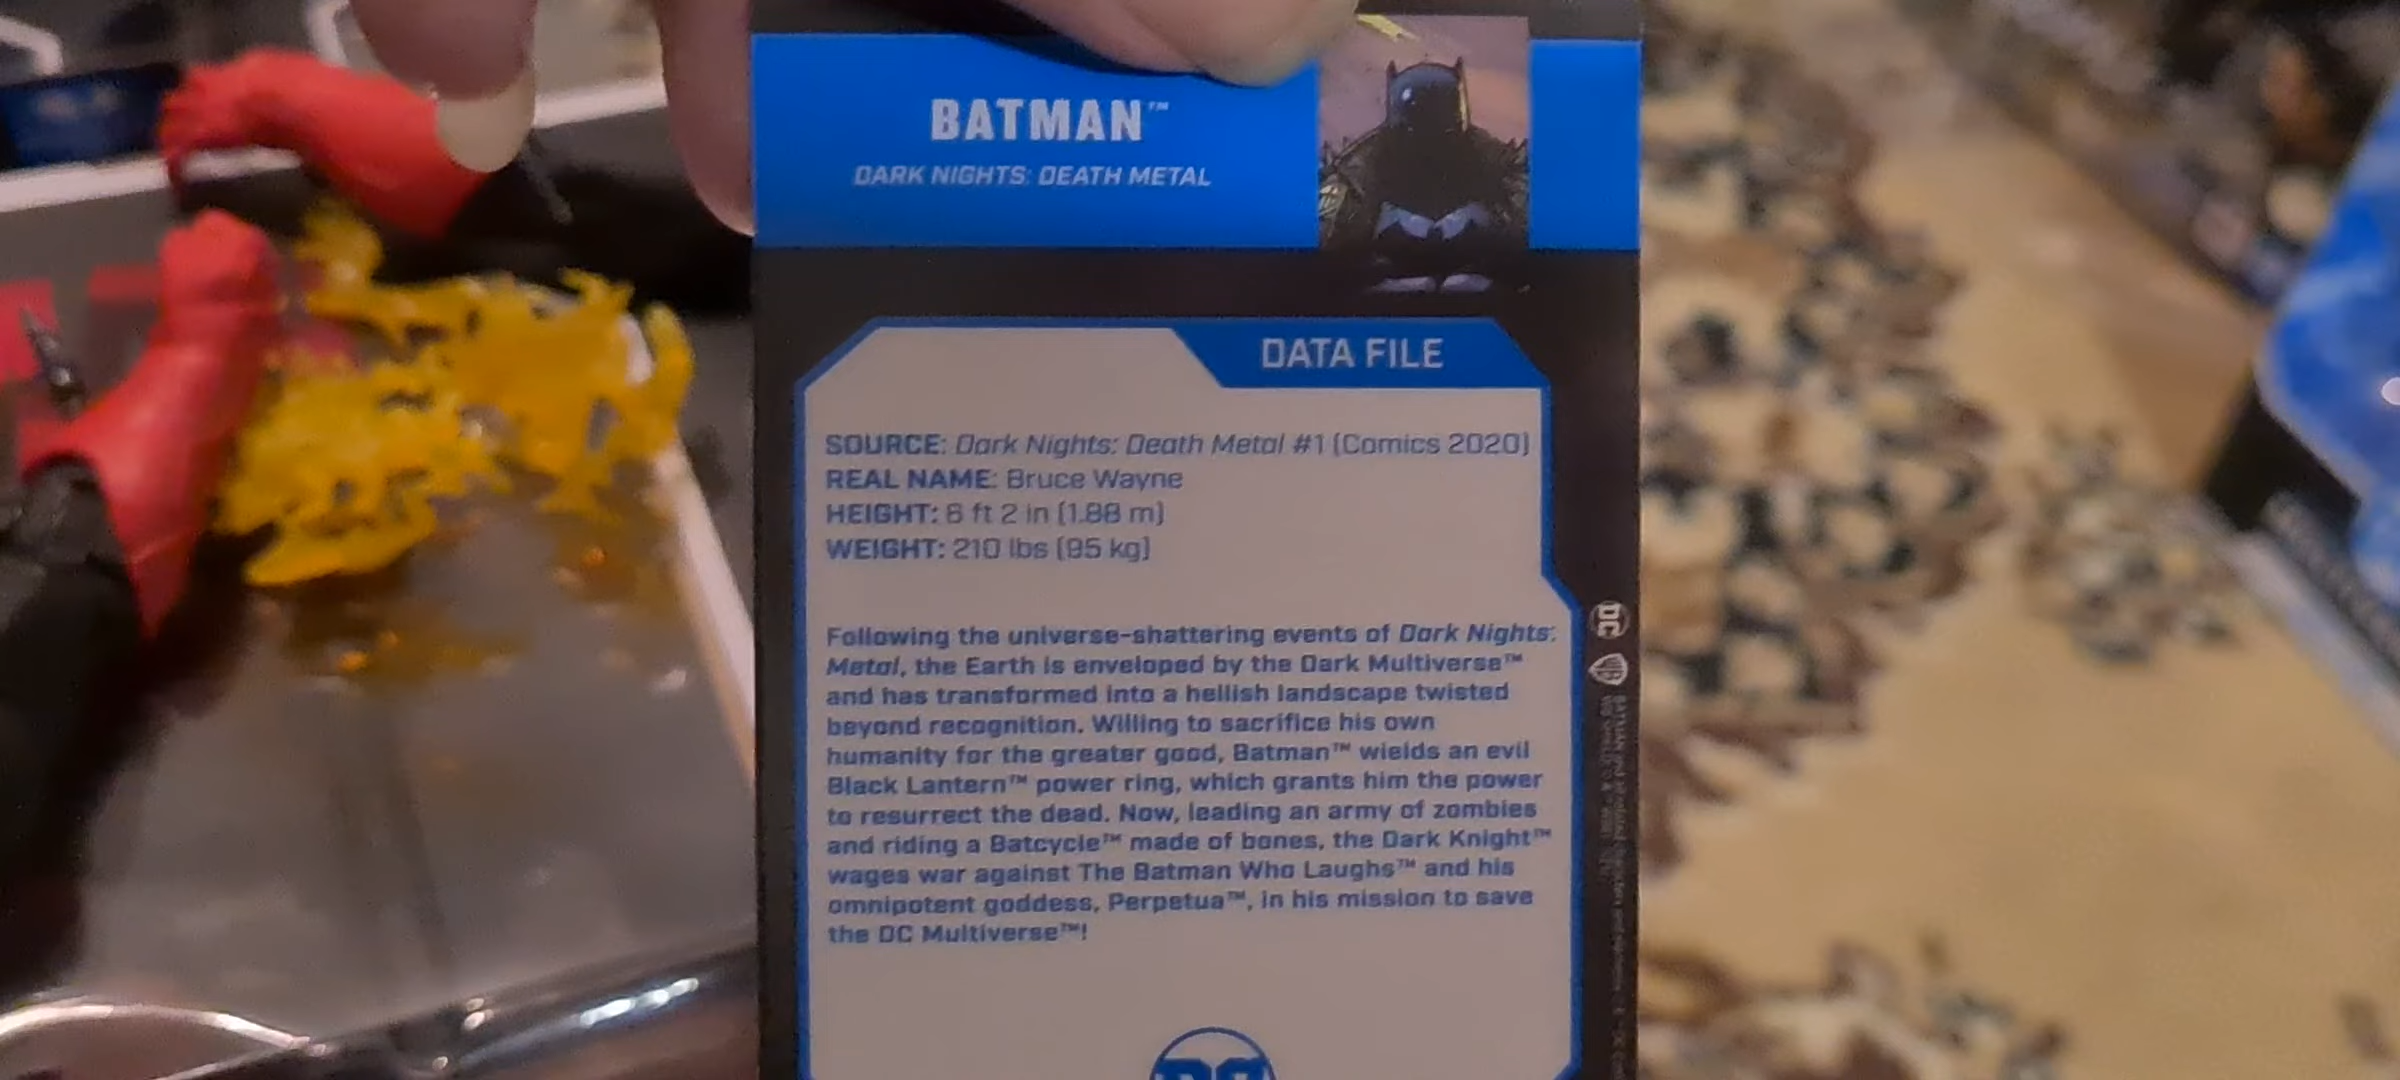 BATMAN™
DARK NIGHTS: DEATH METAL
DATA FILE
SOURCE: Dark Nights: Death Metal #1 (Comics 2020)
REAL NAME: Bruce Wayne
HEIGHT: 6 ft 2 in (1.88 m)
WEIGHT: 210 lbs (95 kg)
Following the universe-shattering events of Dark Nights:
Metal, the Earth is enveloped by the Dark Multiverse™
and has transformed into a hellish landscape twisted
beyond recognition. Willing to sacrifice his own
humanity for the greater good, Batman™ wields an evil
Black Lantern™ power ring, which grants him the power
to resurrect the dead. Now, leading an army of zombies
and riding a Batcycle™ made of bones, the Dark Knight™
wages war against The Batman Who Laughs™ and his
omnipotent goddess, Perpetua™, in his mission to save
the DC Multiverse™!
DC